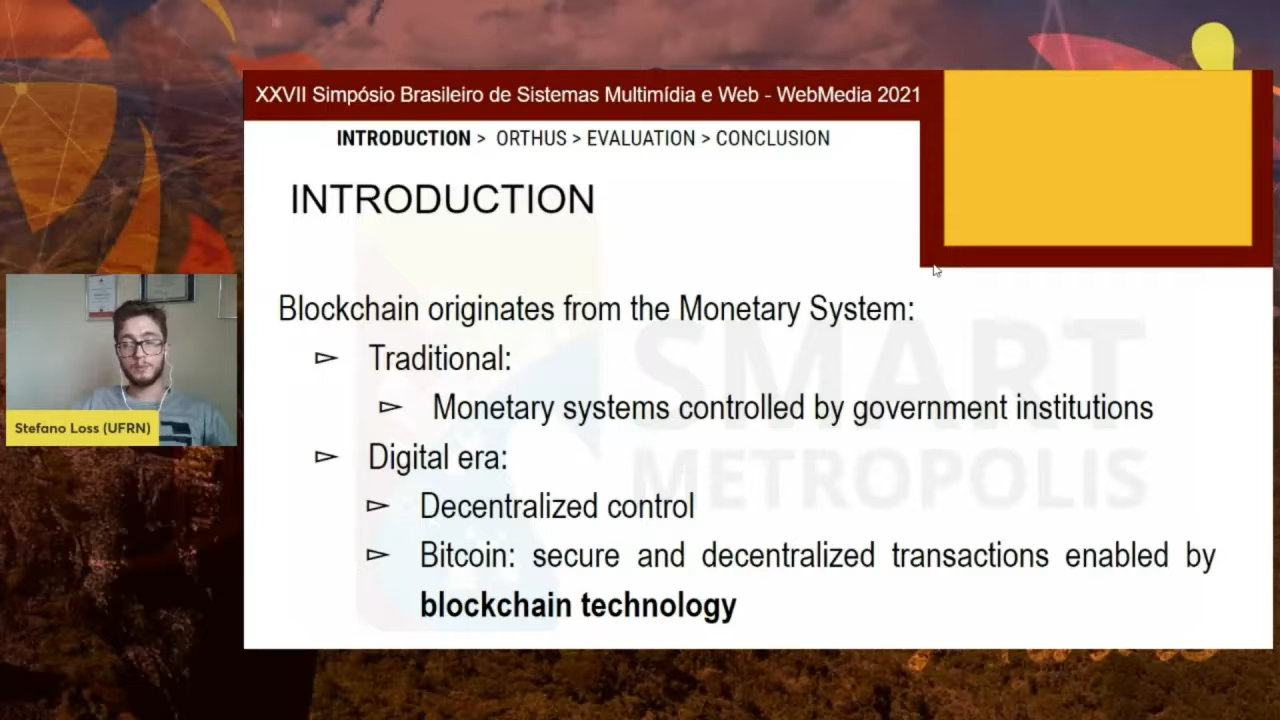 XXVII Simpósio Brasileiro de Sistemas Multimídia e Web - WebMedia 2021
INTRODUCTION > ORTHUS > EVALUATION > CONCLUSION
INTRODUCTION
Blockchain originates from the Monetary System:
Traditional:
Monetary systems controlled by government institutions
Digital era:
Decentralized control
Bitcoin: secure and decentralized transactions enabled by
blockchain technology
SMART
METROPOLIS
Stefano Loss (UFRN)